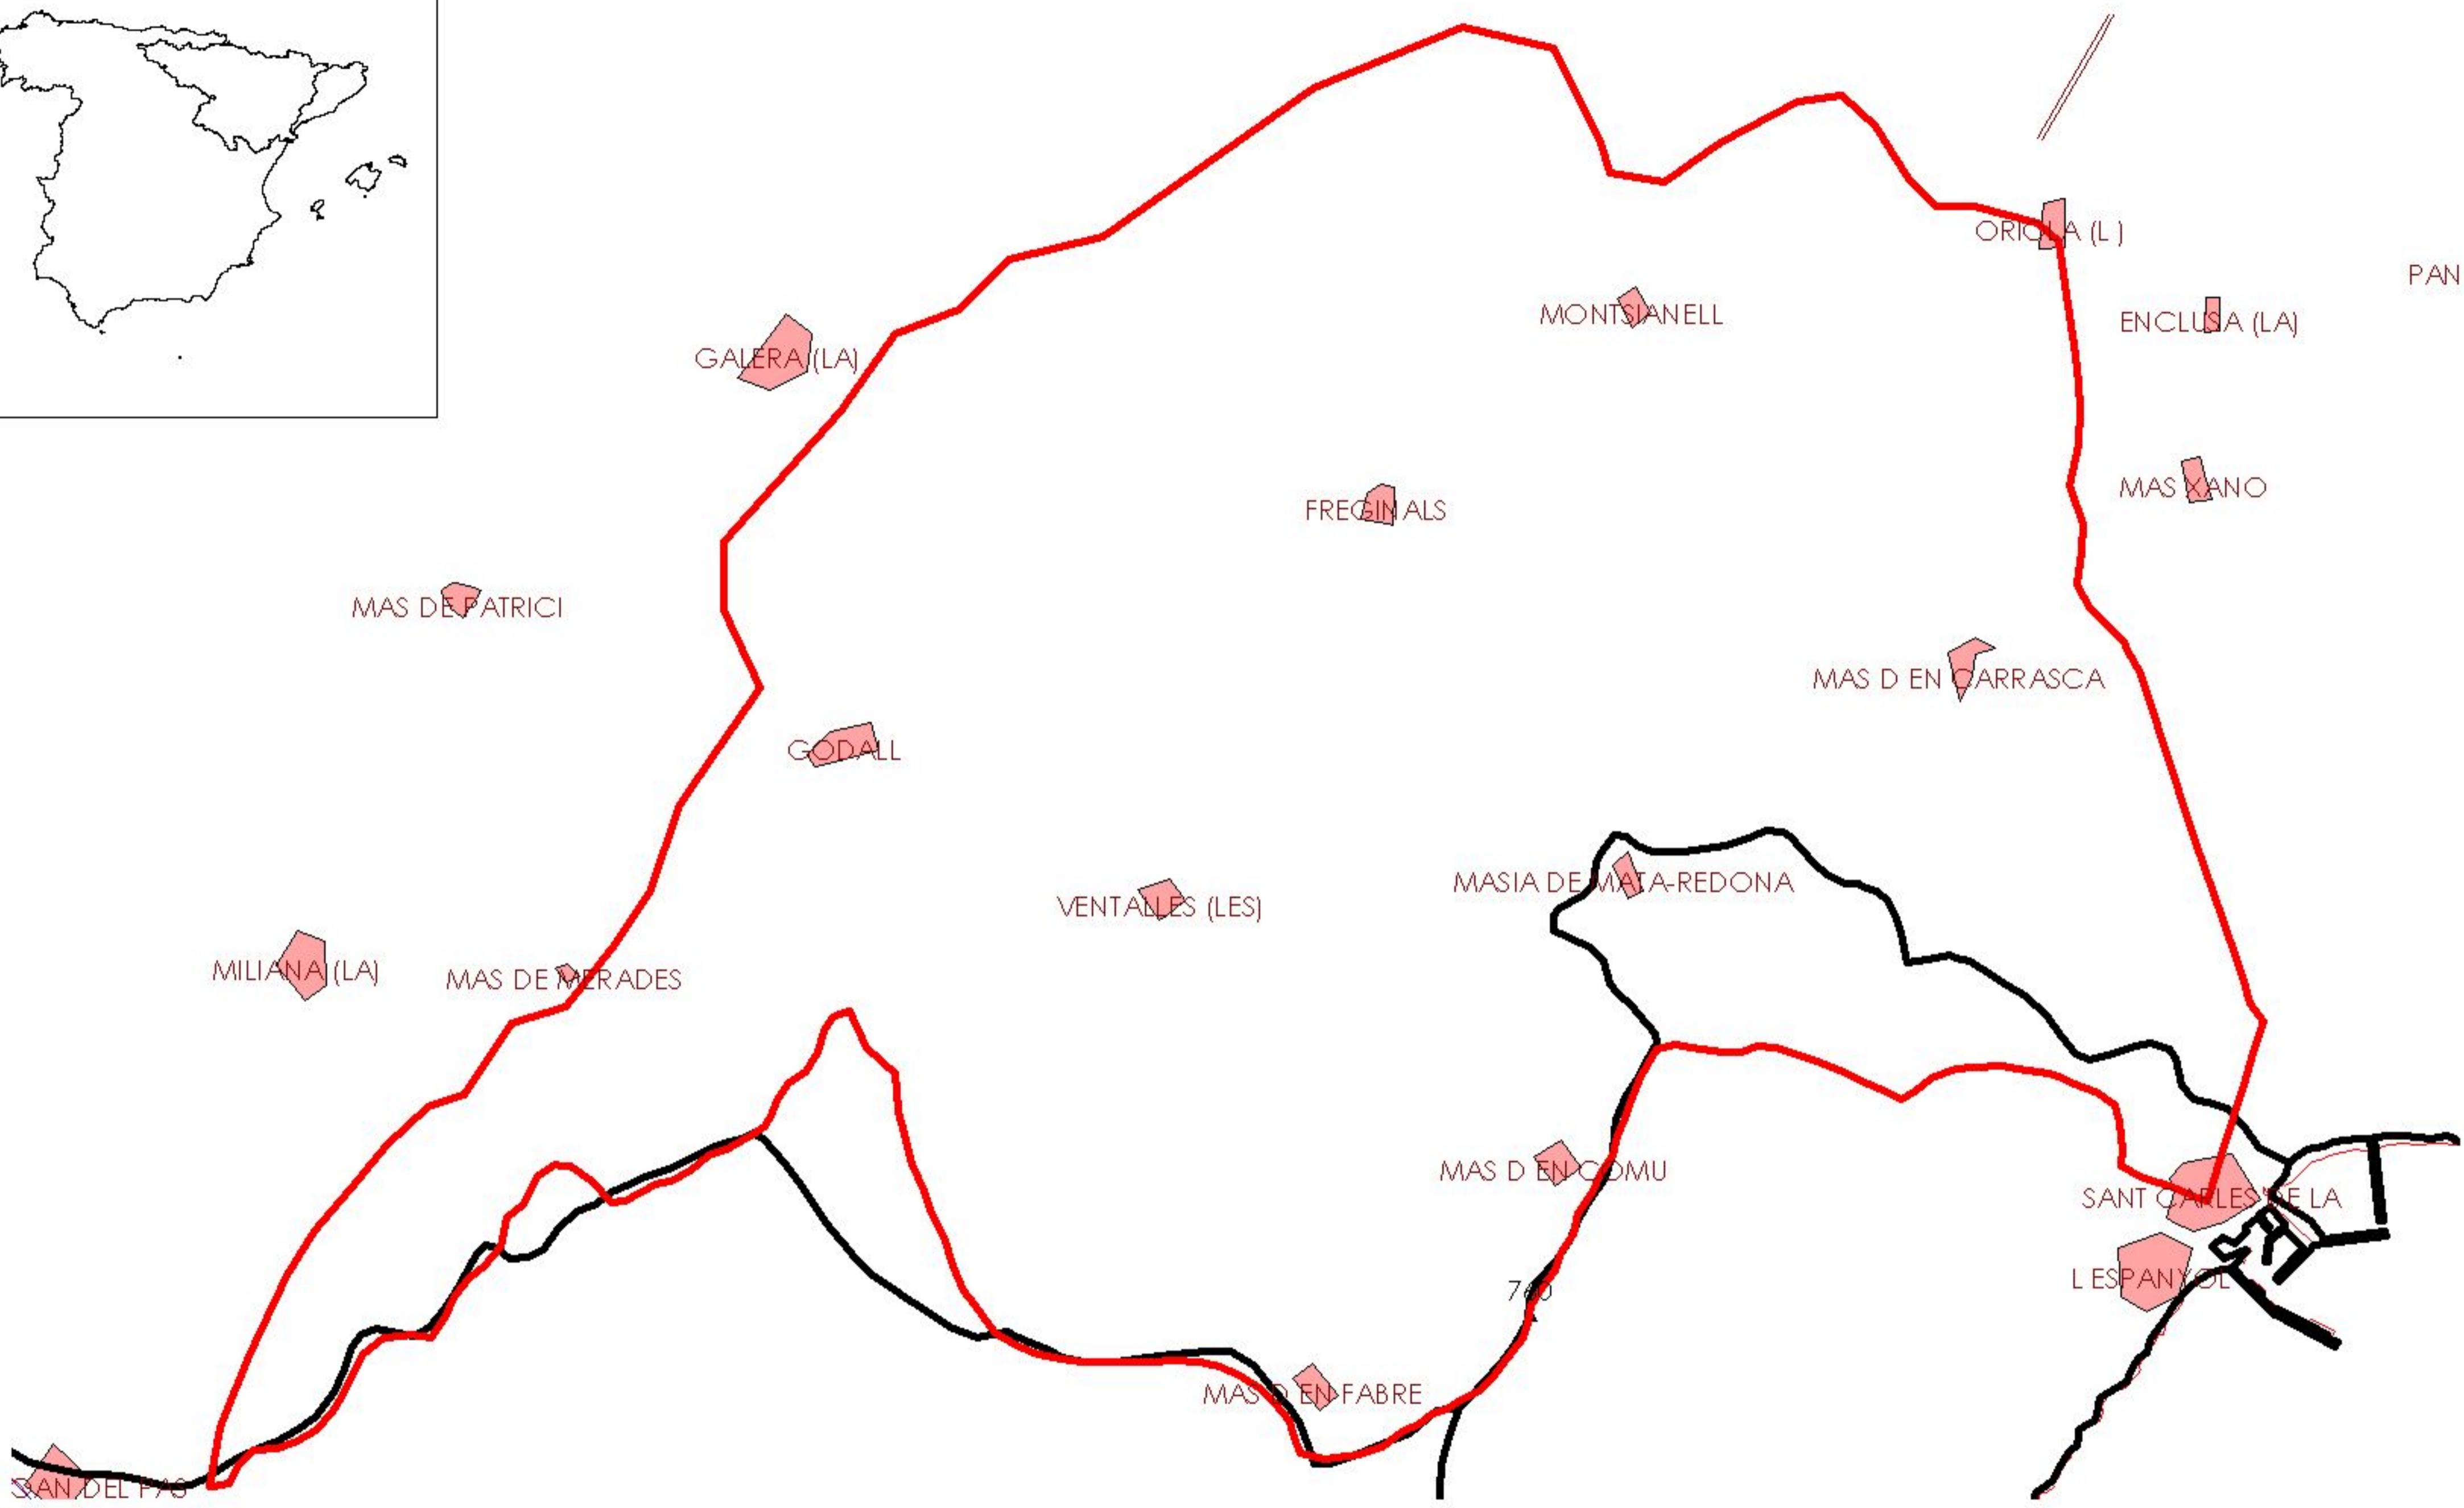 ORIOLA (L )
PAN
MONTSIANELL
ENCLUSA (LA)
GALERA (LA)
MAS XANO
FREGINALS
MAS DE PATRICI
MAS D EN CARRASCA
GODALL
MASIA DE MATA-REDONA
VENTALLES (LES)
MILIANA (LA)
MAS DE MERADES
MAS D EN COMU
SANT CARLES DE LA
L ESPANYOL
MAS D EN FABRE
DEL